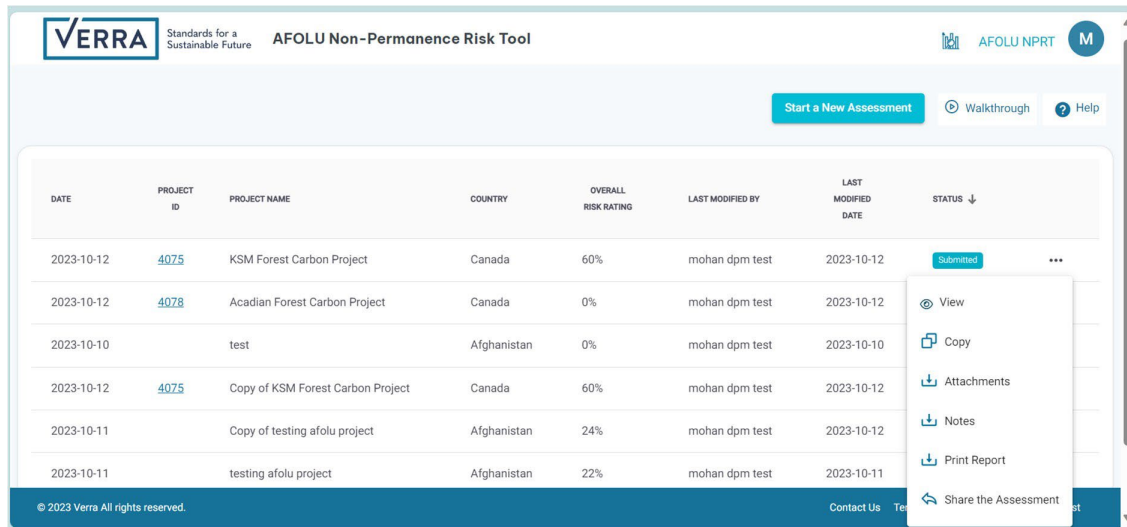 VERRA
Standards for a
Sustainable Future
AFOLU Non-Permanence Risk Tool
AFOLU NPRT
M
Start a New Assessment
Walkthrough
Help
DATE PROJECT ID PROJECT NAME COUNTRY OVERALL RISK RATING LAST MODIFIED BY LAST MODIFIED DATE STATUS
2023-10-12 4075 KSM Forest Carbon Project Canada 60% mohan dpm test 2023-10-12 Submitted
2023-10-12 4078 Acadian Forest Carbon Project Canada 0% mohan dpm test 2023-10-12
2023-10-10 test Afghanistan 0% mohan dpm test 2023-10-10
2023-10-12 4075 Copy of KSM Forest Carbon Project Canada 60% mohan dpm test 2023-10-12
2023-10-11 Copy of testing afolu project Afghanistan 24% mohan dpm test 2023-10-12
2023-10-11 testing afolu project Afghanistan 22% mohan dpm test 2023-10-11
View
Copy
Attachments
Notes
Print Report
Share the Assessment
© 2023 Verra All rights reserved.
Contact Us